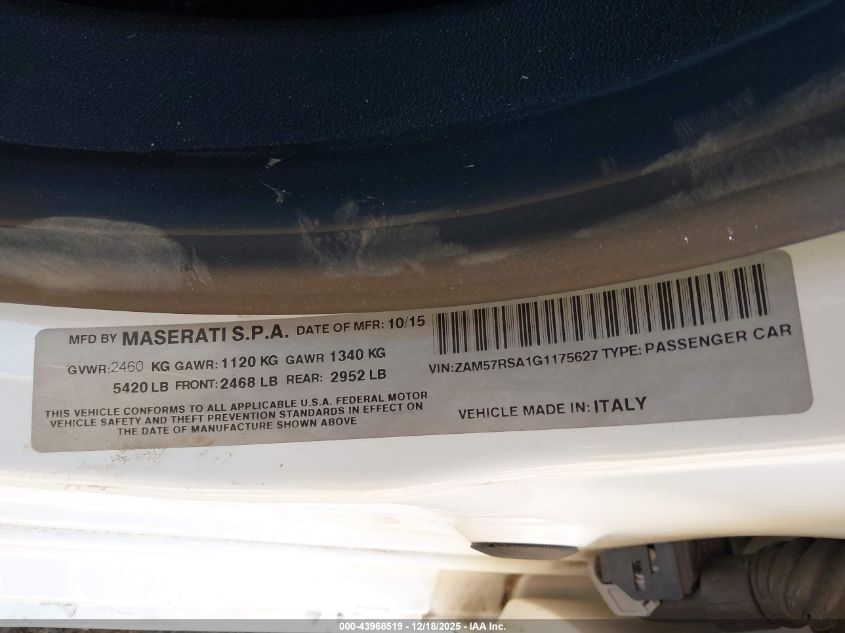 MFD BY MASERATI S.P.A. DATE OF MFR: 10/15
GVWR: 2460 KG GAWR: 1120 KG GAWR 1340 KG
5420 LB FRONT: 2468 LB REAR: 2952 LB
THIS VEHICLE CONFORMS TO ALL APPLICABLE U.S.A. FEDERAL MOTOR
VEHICLE SAFETY AND THEFT PREVENTION STANDARDS IN EFFECT ON
THE DATE OF MANUFACTURE SHOWN ABOVE
VIN: ZAM57RSA1G1175627 TYPE: PASSENGER CAR
VEHICLE MADE IN: ITALY
000-43968519 - 12/18/2025 - IAA Inc.